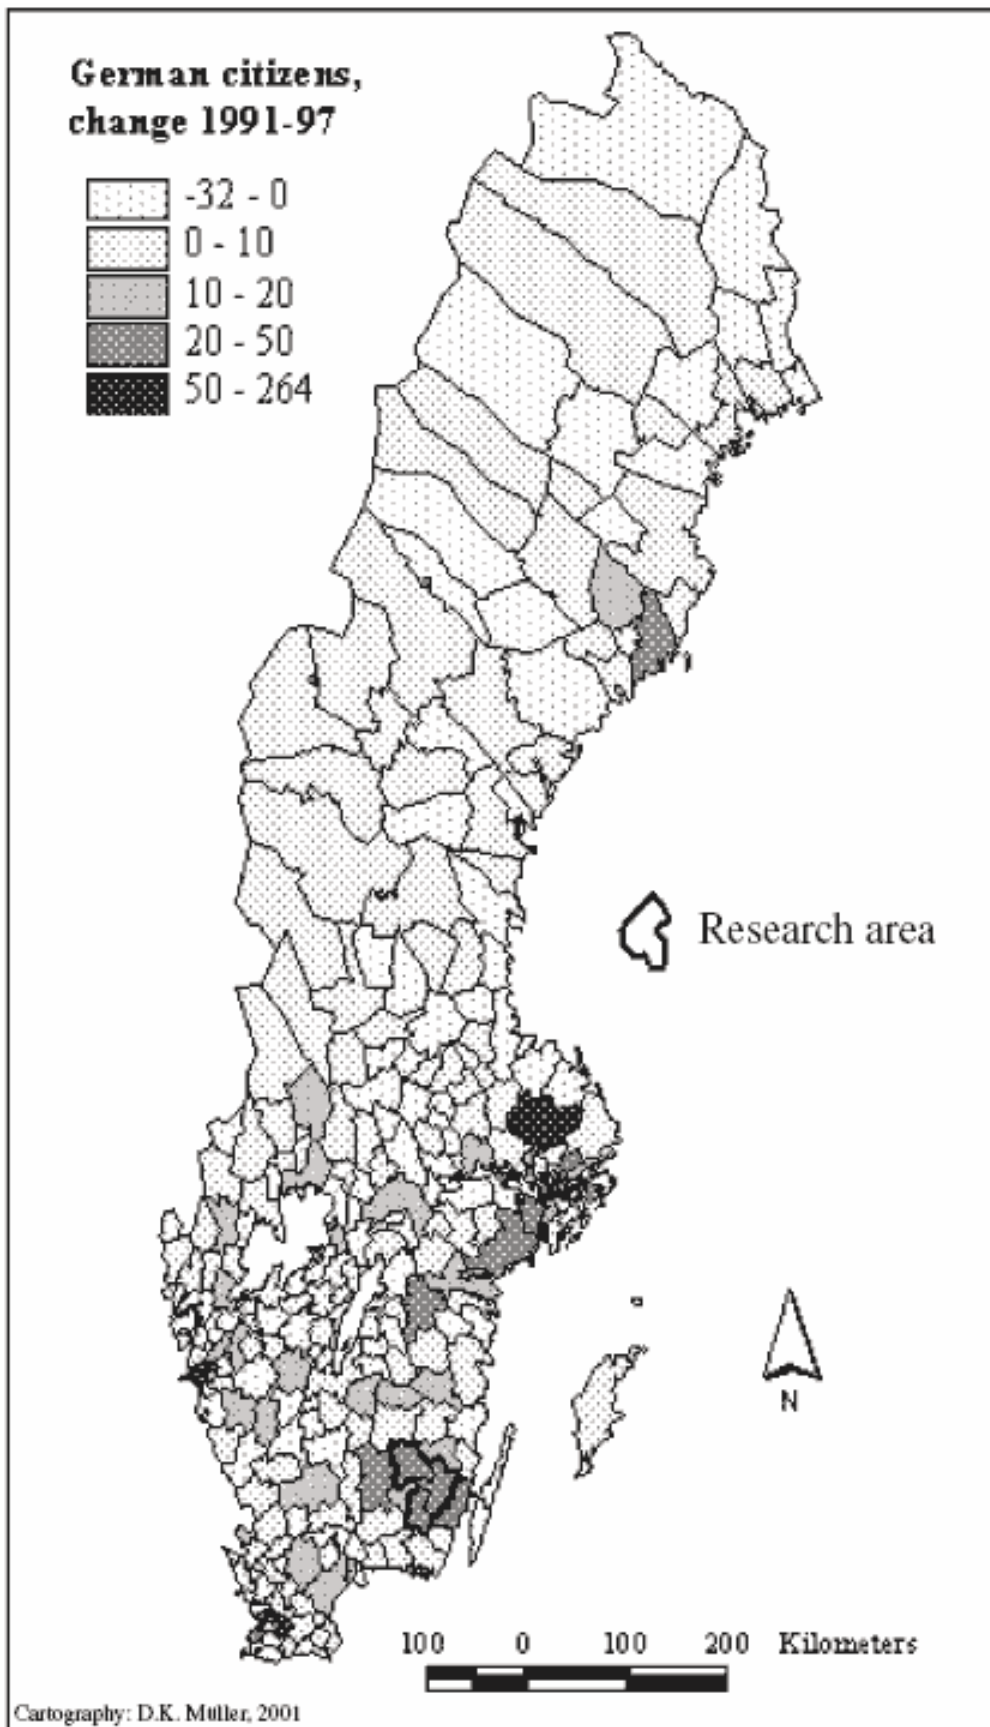 German citizens,
change 1991-97
-32 - 0
0 - 10
10 - 20
20 - 50
50 - 264
Research area
N
100 0 100 200 Kilometers
Cartography: D.K. Müller, 2001